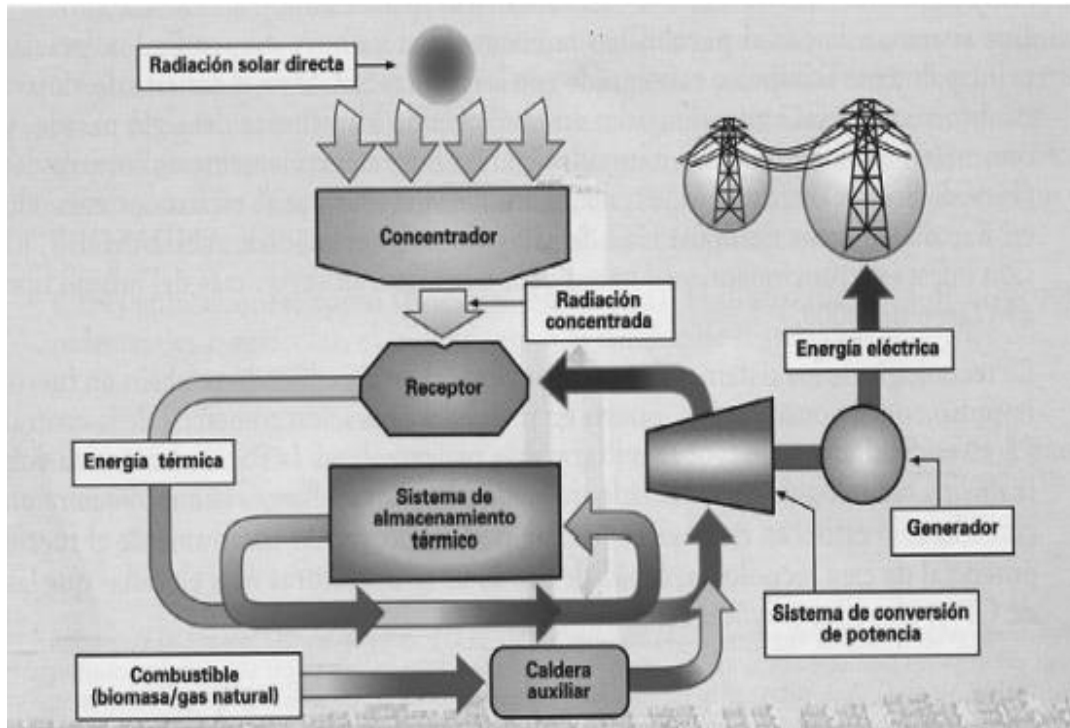 Radiación solar directa
Concentrador
Radiación
concentrada
Receptor
Energía eléctrica
Energía térmica
Sistema de
almacenamiento
térmico
Generador
Sistema de conversión
de potencia
Combustible
(biomasa/gas natural)
Caldera
auxiliar